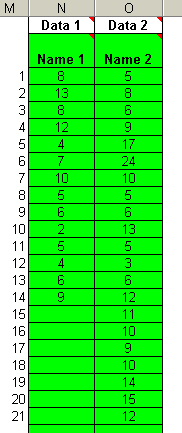 M N O
Data 1 Data 2
Name 1 Name 2
1 8 5
2 13 8
3 8 6
4 12 9
5 4 17
6 7 24
7 10 10
8 5 5
9 6 6
10 2 13
11 5 5
12 4 3
13 6 6
14 9 12
15 11
16 10
17 9
18 10
19 14
20 15
21 12